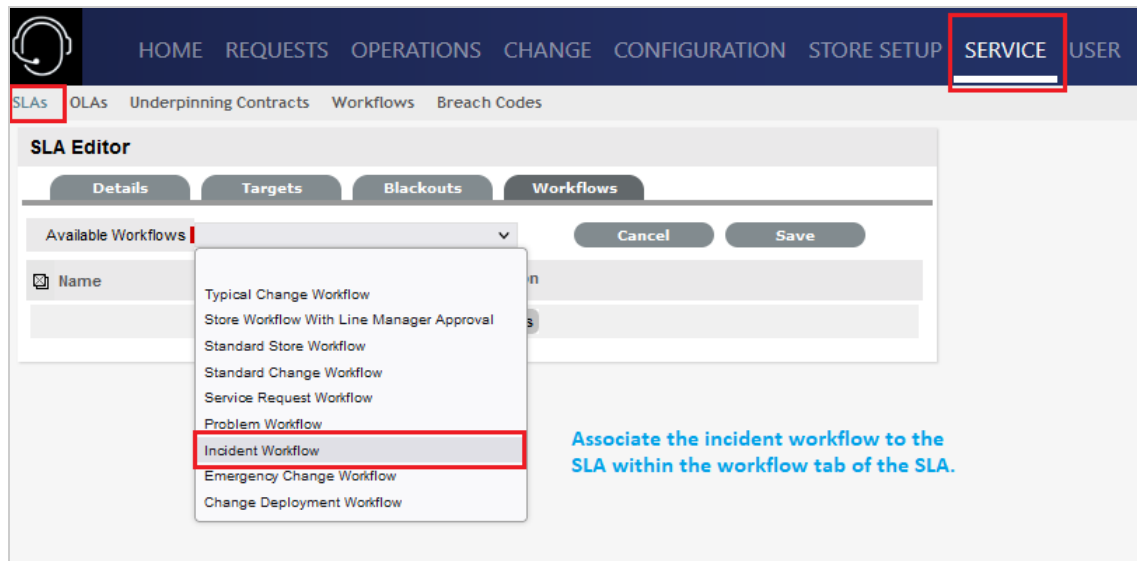 HOME REQUESTS OPERATIONS CHANGE CONFIGURATION STORE SETUP SERVICE USER
SLAs OLAs Underpinning Contracts Workflows Breach Codes
SLA Editor
Details Targets Blackouts Workflows
Available Workflows Cancel Save
Name
Typical Change Workflow
Store Workflow With Line Manager Approval
Standard Store Workflow
Standard Change Workflow
Service Request Workflow
Problem Workflow
Incident Workflow
Emergency Change Workflow
Change Deployment Workflow
Associate the incident workflow to the
SLA within the workflow tab of the SLA.